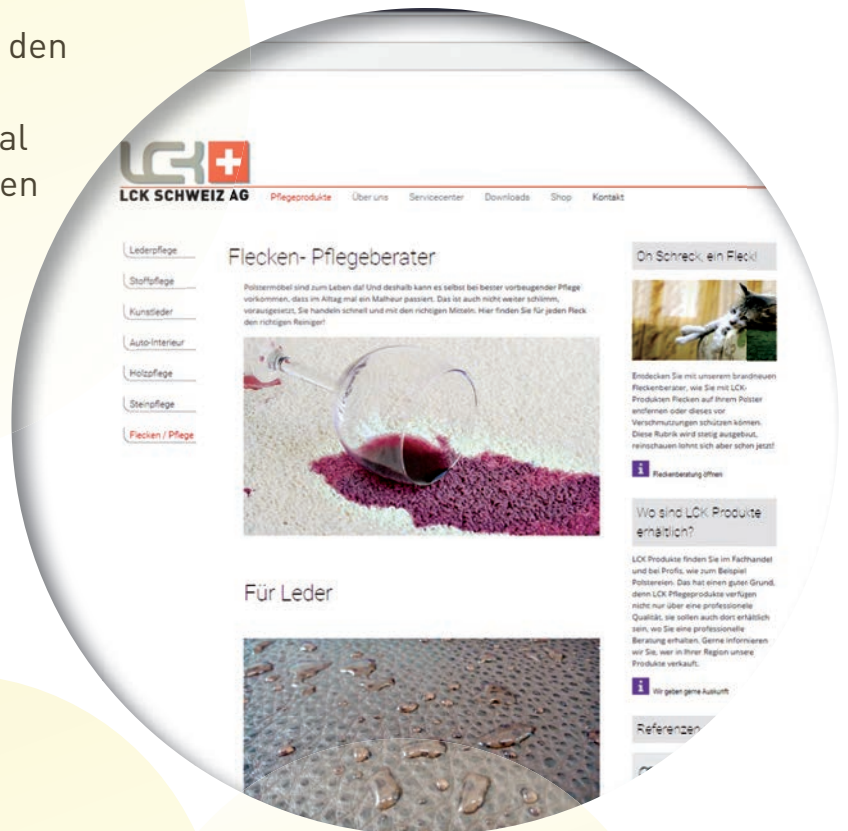 den
al
en
LCK
LCK SCHWEIZ AG
Pflegeprodukte Über uns Servicecenter Downloads Shop Kontakt
Lederpflege
Stoffpflege
Kunstleder
Auto-Interieur
Holzpflege
Steinpflege
Flecken / Pflege
Flecken- Pflegeberater
Polstermöbel sind zum Leben da! Und deshalb kann es selbst bei bester vorbeugender Pflege
vorkommen, dass im Alltag mal ein Malheur passiert. Das ist auch nicht weiter schlimm,
vorausgesetzt, Sie handeln schnell und mit den richtigen Mitteln. Hier finden Sie für jeden Fleck
den richtigen Reiniger!
Für Leder
Oh Schreck, ein Fleck!
Entdecken Sie mit unserem brandneuen
Fleckenberater, wie Sie mit LCK-
Produkten Flecken auf Ihrem Polster
entfernen oder dieses vor
Verschmutzungen schützen können.
Diese Rubrik wird stetig ausgebaut,
reinschauen lohnt sich aber schon jetzt!
i Fleckenberatung öffnen
Wo sind LCK Produkte
erhältlich?
LCK Produkte finden Sie im Fachhandel
und bei Profis, wie zum Beispiel
Polstereien. Das hat einen guten Grund,
denn LCK Pflegeprodukte verfügen
nicht nur über eine professionelle
Qualität, sie sollen auch dort erhältlich
sein, wo Sie eine professionelle
Beratung erhalten. Gerne informieren
wir Sie, wer in Ihrer Region unsere
Produkte verkauft.
i Wir geben gerne Auskunft
Referenzen